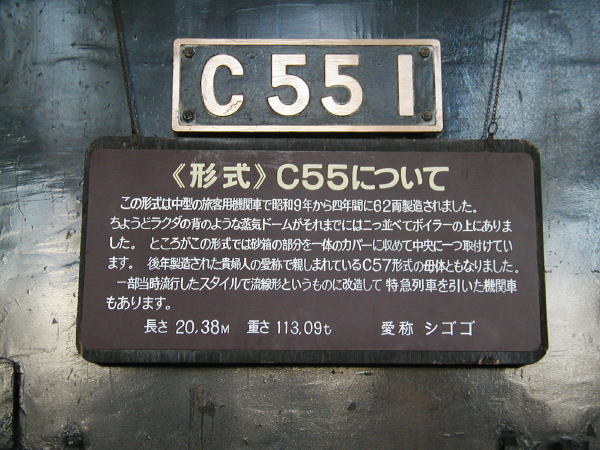 C55 1
《形式》C55について
この形式は中型の旅客用機関車で昭和9年から四年間に62両製造されました。
ちょうどラクダの背のような蒸気ドームがそれまでには二っ並べてボイラーの上にありま
した。 ところがこの形式では砂箱の部分を一体のカバーに収めて中央に一つ取付けてい
ます。 後年製造された貴婦人の愛称で親しまれているC57形式の母体ともなりました。
一部当時流行したスタイルで流線形というものに改造して 特急列車を引いた機関車
もあります。
長さ 20,38M 重さ 113,09t 愛称 シゴゴ